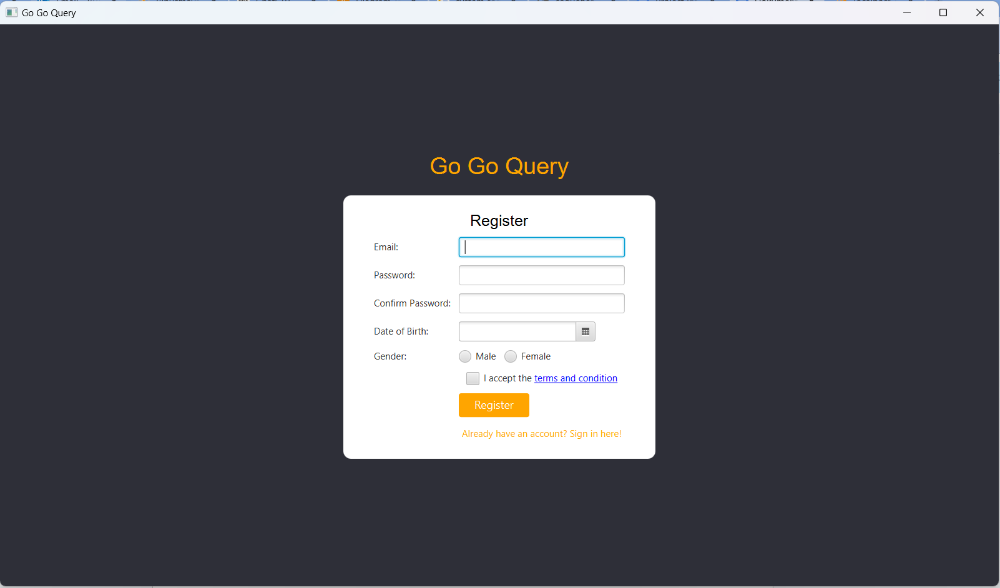 Go Go Query
Go Go Query
Register
Email:
Password:
Confirm Password:
Date of Birth:
Gender: Male Female
I accept the terms and condition
Register
Already have an account? Sign in here!